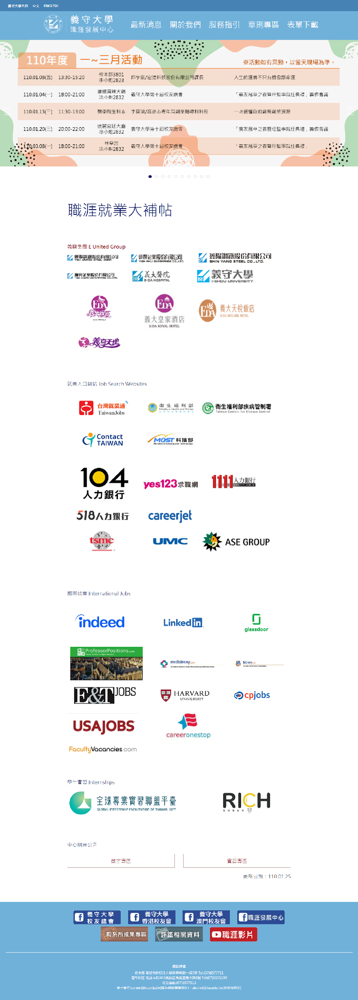 義守大學首頁 中文 ENGLISH
義守大學
職涯發展中心
最新消息 關於我們 服務指引 章則專區 表單下載
110年度 一~三月活動
※活動如有異動，以當天現場為準。
110.01.08(五) 13:30-15:20 校本部3801 李小姐2823 邱宇宸/宏捷科技股份有限公司課長 人生的運氣不只有機會跟命運
110.01.04(一) 18:00-21:00 麻辣火鍋 涂小姐2832 義守大學第十屆校友總會 「義友風華之夜暨理監事就任典禮」籌備會議
110.01.13(三) 11:30-13:00 醫學院生科系 李慶/高雄市青年局創業輔導科科長 一次搞懂政府創新創業資源
110.01.20(三) 20:00-22:00 達麗宮廷大廳 涂小姐2832 義守大學第十屆校友總會 「義友風華之夜暨理監事就任典禮」籌備會議
110.03.08(一) 18:00-21:00 林皇宮 涂小姐2832 義守大學第十屆校友總會 「義友風華之夜暨理監事就任典禮」
職涯就業大補帖
義联集團 E United Group
燁聯鋼鐵股份有限公司 YIEH UNITED STEEL CORP.
燁輝企業股份有限公司 YIEH PHUI ENTERPRISE CO., LTD.
鑫陽鋼鐵股份有限公司 SHIN YANG STEEL CO., LTD.
燁興企業股份有限公司 YIEH HSING ENTERPRISE CO., LTD.
義大醫院 E-DA HOSPITAL
ISU 義守大學 I-SHOU UNIVERSITY
EDA 義大世界 E-DA WORLD
EDA 義大皇家酒店 E-DA ROYAL HOTEL
EDA 義大天悅飯店 E-DA SKYLARK HOTEL
義享天地
就業人口網站 Job Search Websites
台灣就業通 TaiwanJobs
衛生福利部 Ministry of Health and Welfare
衛生福利部疾病管制署 Taiwan Centers for Disease Control
Contact TAIWAN
MOST 科技部 Ministry of Science and Technology
104 人力銀行
yes123求職網
1111人力銀行 www.1111.com.tw
518人力銀行
careerjet
tsmc
UMC
ASE GROUP
國際就業 International Jobs
indeed
Linkedin
glassdoor
ProfessorPositions.com
medicinoxy.com
biolioxy.com
E&T JOBS
HARVARD UNIVERSITY
cpjobs
USAJOBS
careeronestop
FacultyVacancies.com
學生實習 Internships
全球專業實習聯盟平臺
GLOBAL INTERNSHIP FACILITATION OF TAIWAN, GIFT
RICH
中心網頁公告
徵才專區 實習專區
更新日期：110.01.25
義守大學 校友總會
義守大學 香港校友會
義守大學 澳門校友會
職涯發展中心
院系所成果專區 評鑑相關資料 職涯影片
網站維護
校本部 高雄市84001大樹區學城路一段1號 Tel:(07)6577711
醫學院區 高雄市82445燕巢區角宿里義大路8號 Tel:(07)6151100
校友專線:(07)6577013
電子郵件:career@isu.edu.tw
alumni@isu.edu.tw